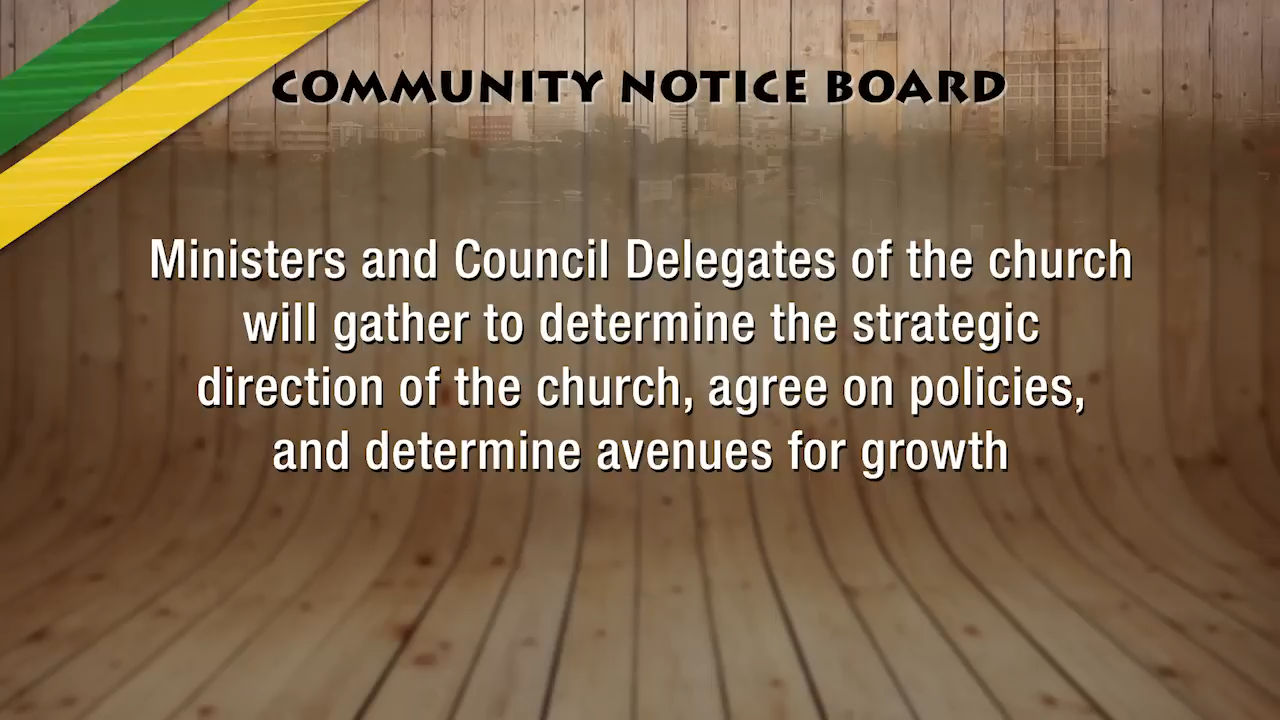 COMMUNITY NOTICE BOARD
Ministers and Council Delegates of the church
will gather to determine the strategic
direction of the church, agree on policies,
and determine avenues for growth